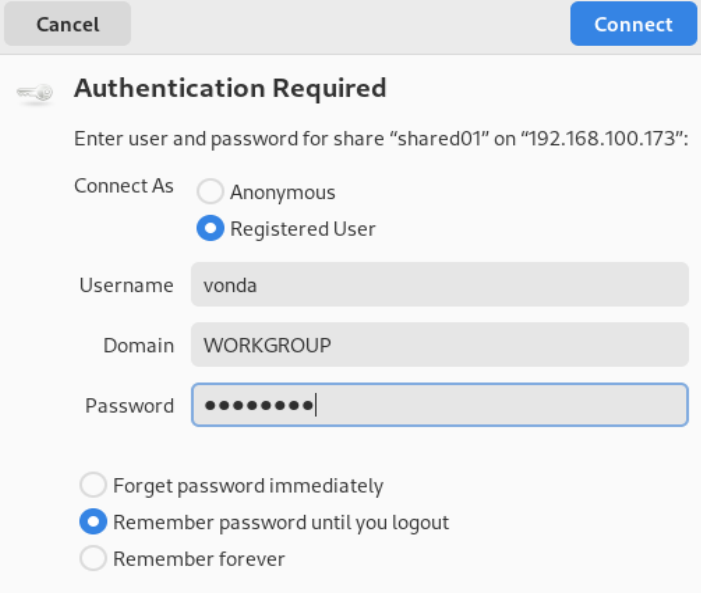 Cancel
Connect
Authentication Required
Enter user and password for share “shared01” on “192.168.100.173”:
Connect As
Anonymous
Registered User
Username
vonda
Domain
WORKGROUP
Password
●●●●●●●●
Forget password immediately
Remember password until you logout
Remember forever